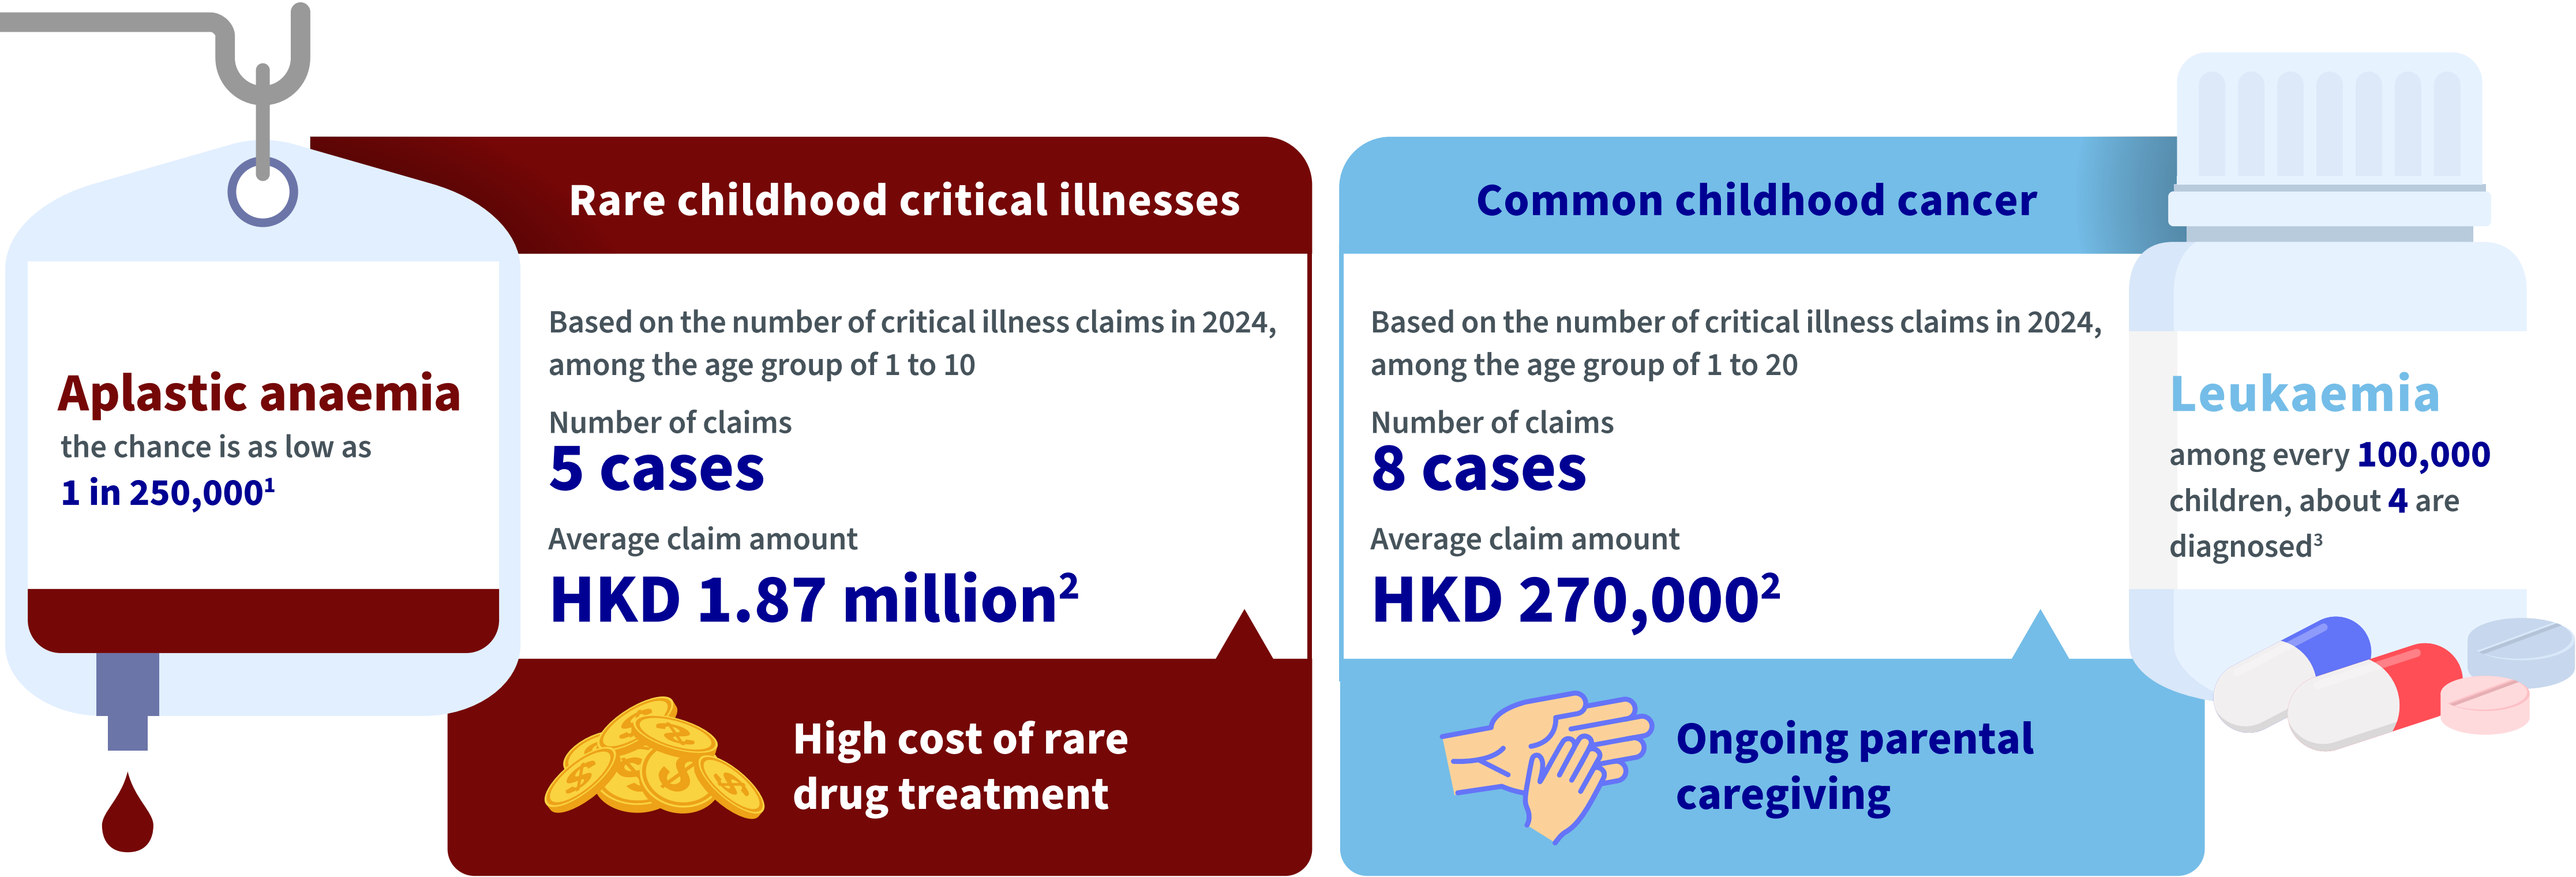 Aplastic anaemia
the chance is as low as
1 in 250,000¹
Rare childhood critical illnesses
Based on the number of critical illness claims in 2024,
among the age group of 1 to 10
Number of claims
5 cases
Average claim amount
HKD 1.87 million²
High cost of rare
drug treatment
Common childhood cancer
Based on the number of critical illness claims in 2024,
among the age group of 1 to 20
Number of claims
8 cases
Average claim amount
HKD 270,000²
Ongoing parental
caregiving
Leukaemia
among every 100,000
children, about 4 are
diagnosed³